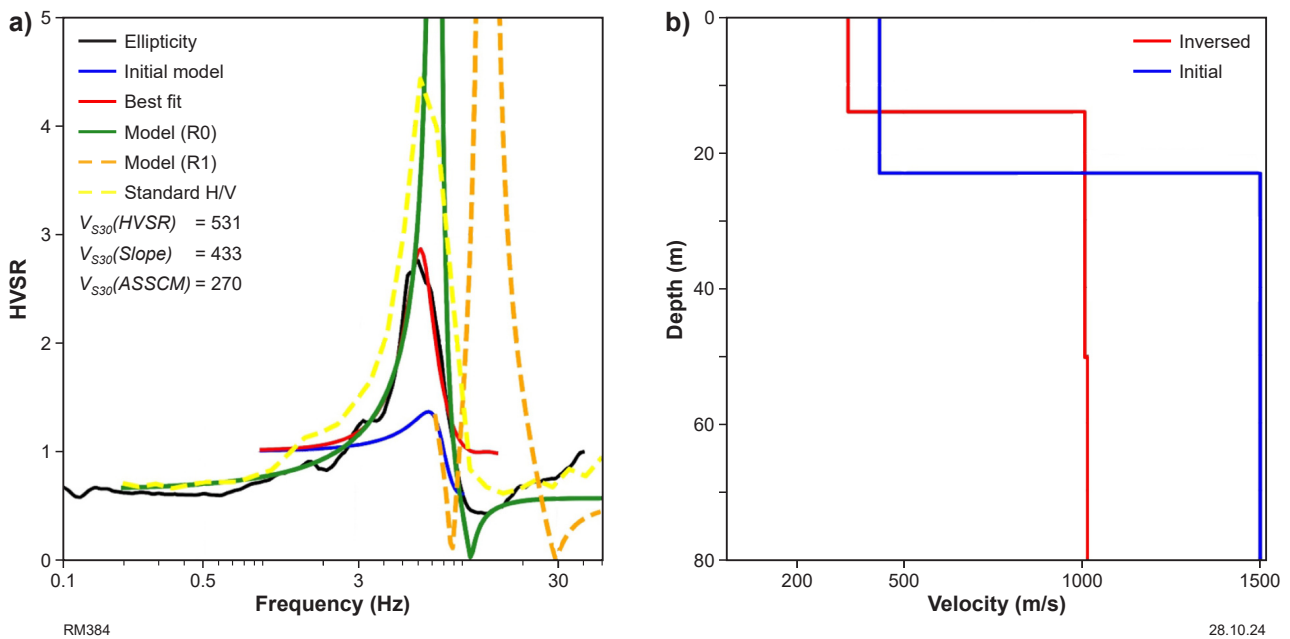 a)
5
4
3
2
1
0
HVSR
Ellipticity
Initial model
Best fit
Model (R0)
Model (R1)
Standard H/V
VS30(HVSR) = 531
VS30(Slope) = 433
VS30(ASSCM) = 270
0.1 0.5 3 30
Frequency (Hz)
RM384
b)
0
20
40
60
80
Depth (m)
Inversed
Initial
200 500 1000 1500
Velocity (m/s)
28.10.24